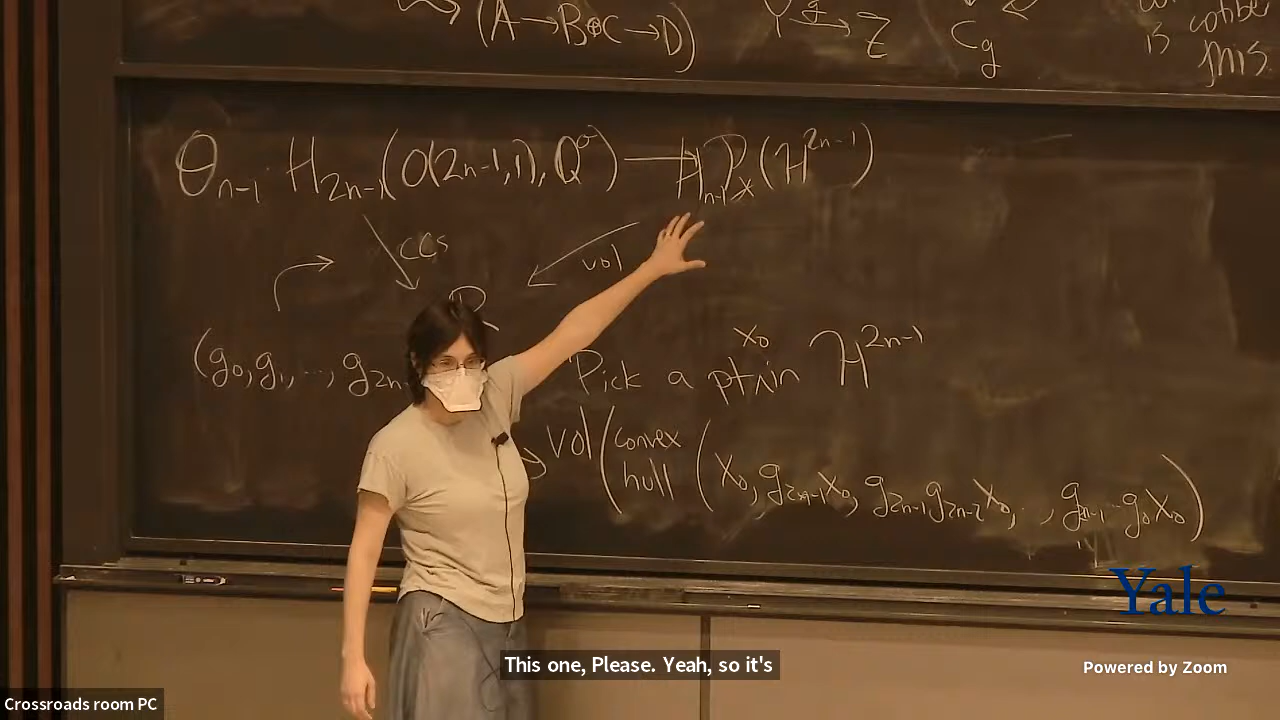 (A→B⊕C→D) Y –g→ Z C_g is
θ_{n-1}: H_{2n-1}(O(2n-1,1), Q^σ) → H_{n-1}P_*(H^{2n-1})
CCS vol
R
(g_0, g_1, ..., g_{2n- Pick a pt x_0 in H^{2n-1}
vol(convex hull (x_0, g_{2n-1}x_0, g_{2n-1}g_{2n-2}x_0, ..., g_{2n-1}...g_0x_0)
Yale
This one, Please. Yeah, so it's
Powered by Zoom
Crossroads room PC